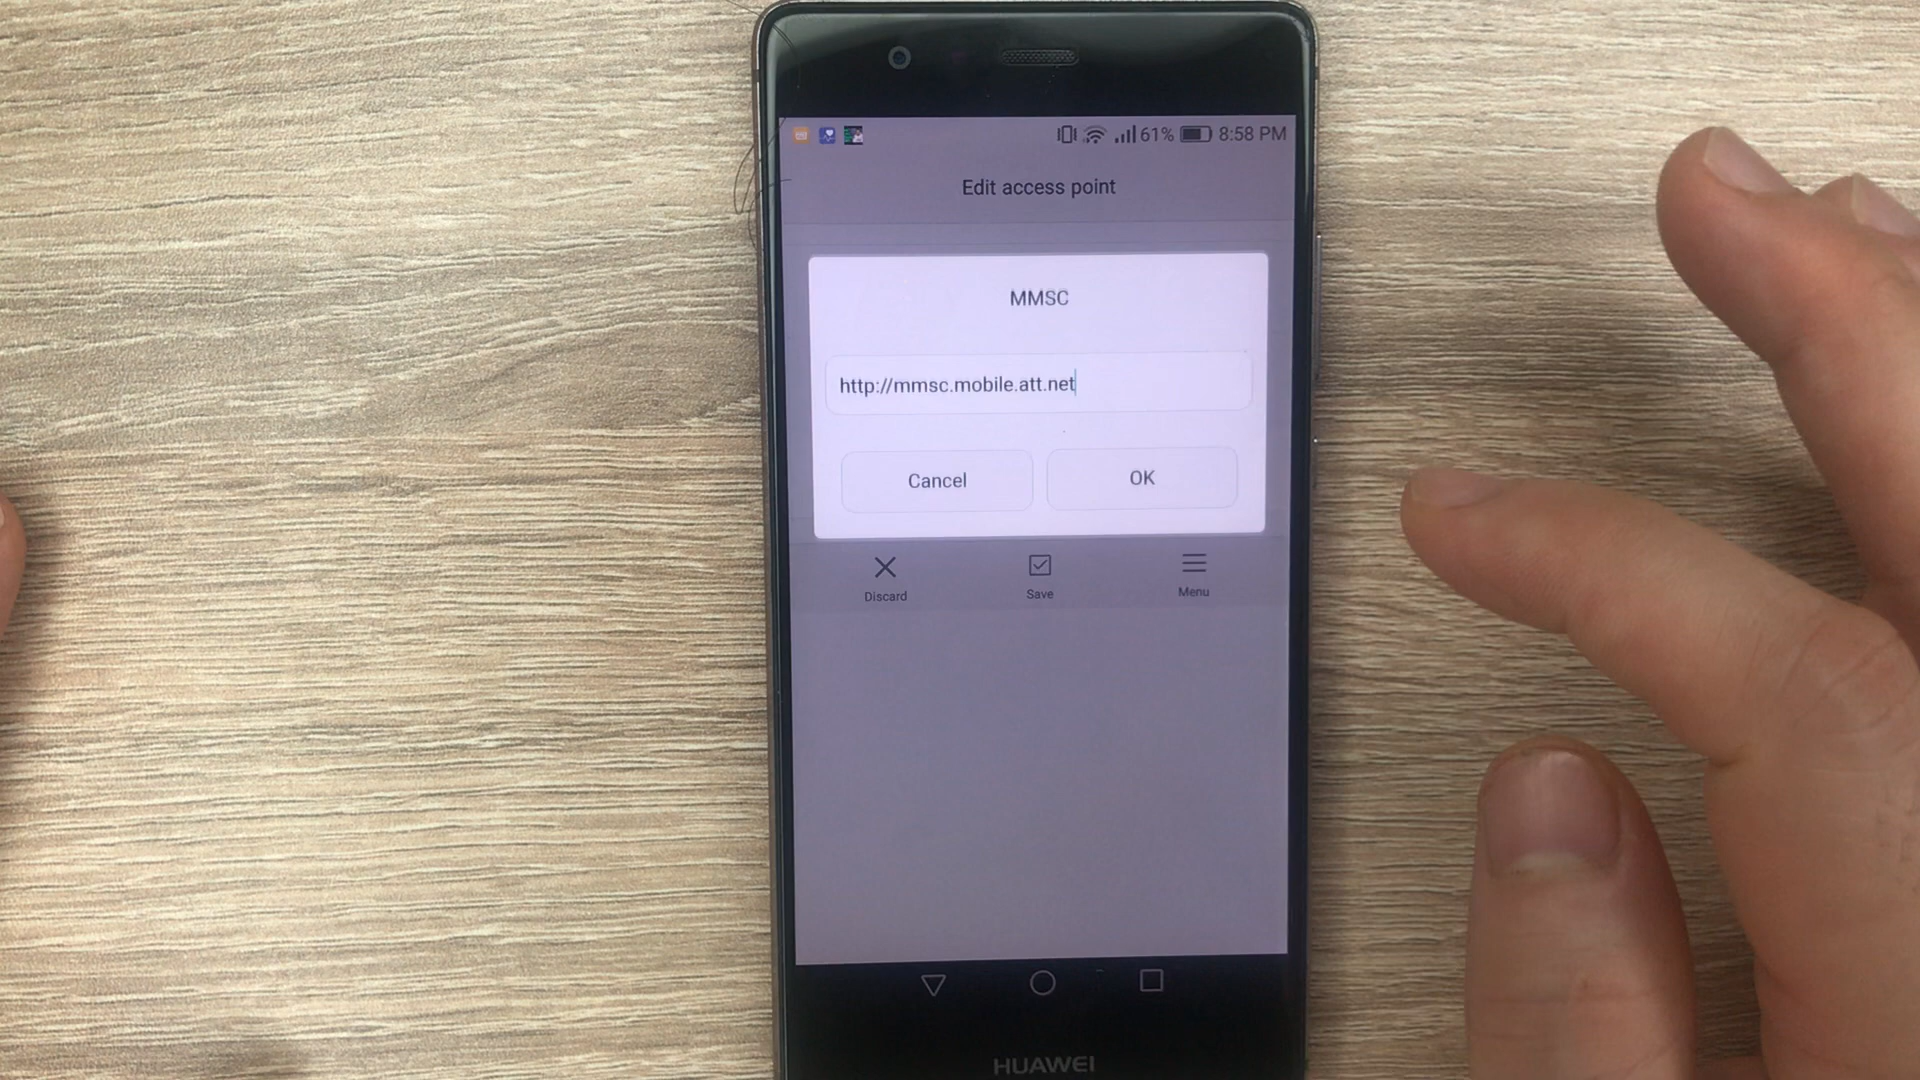 61% 8:58 PM
Edit access point
MMSC
http://mmsc.mobile.att.net
Cancel OK
Discard Save Menu
HUAWEI